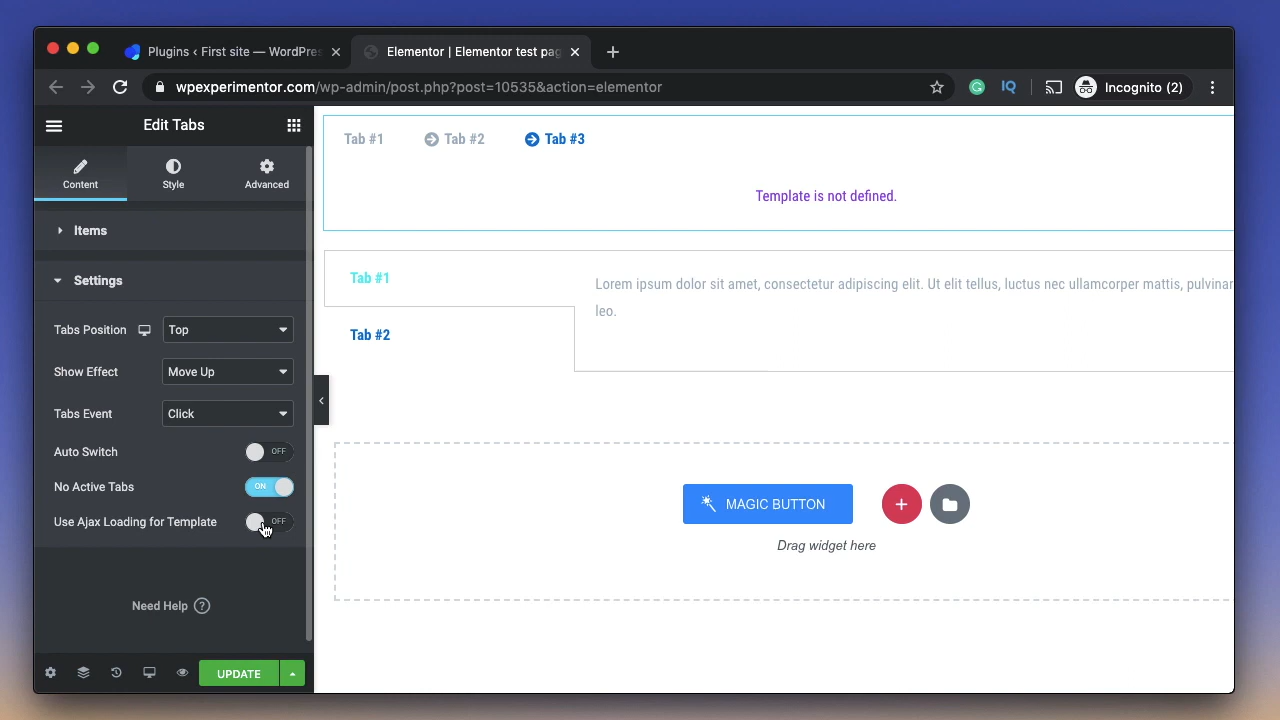 Plugins ‹ First site — WordPres
Elementor | Elementor test pag
wpexperimentor.com/wp-admin/post.php?post=10535&action=elementor
IQ
Incognito (2)
Edit Tabs
Content
Style
Advanced
Items
Settings
Tabs Position
Top
Show Effect
Move Up
Tabs Event
Click
Auto Switch
OFF
No Active Tabs
ON
Use Ajax Loading for Template
OFF
Need Help ?
UPDATE
Tab #1
Tab #2
Tab #3
Template is not defined.
Tab #1
Tab #2
Lorem ipsum dolor sit amet, consectetur adipiscing elit. Ut elit tellus, luctus nec ullamcorper mattis, pulvinar
leo.
MAGIC BUTTON
Drag widget here